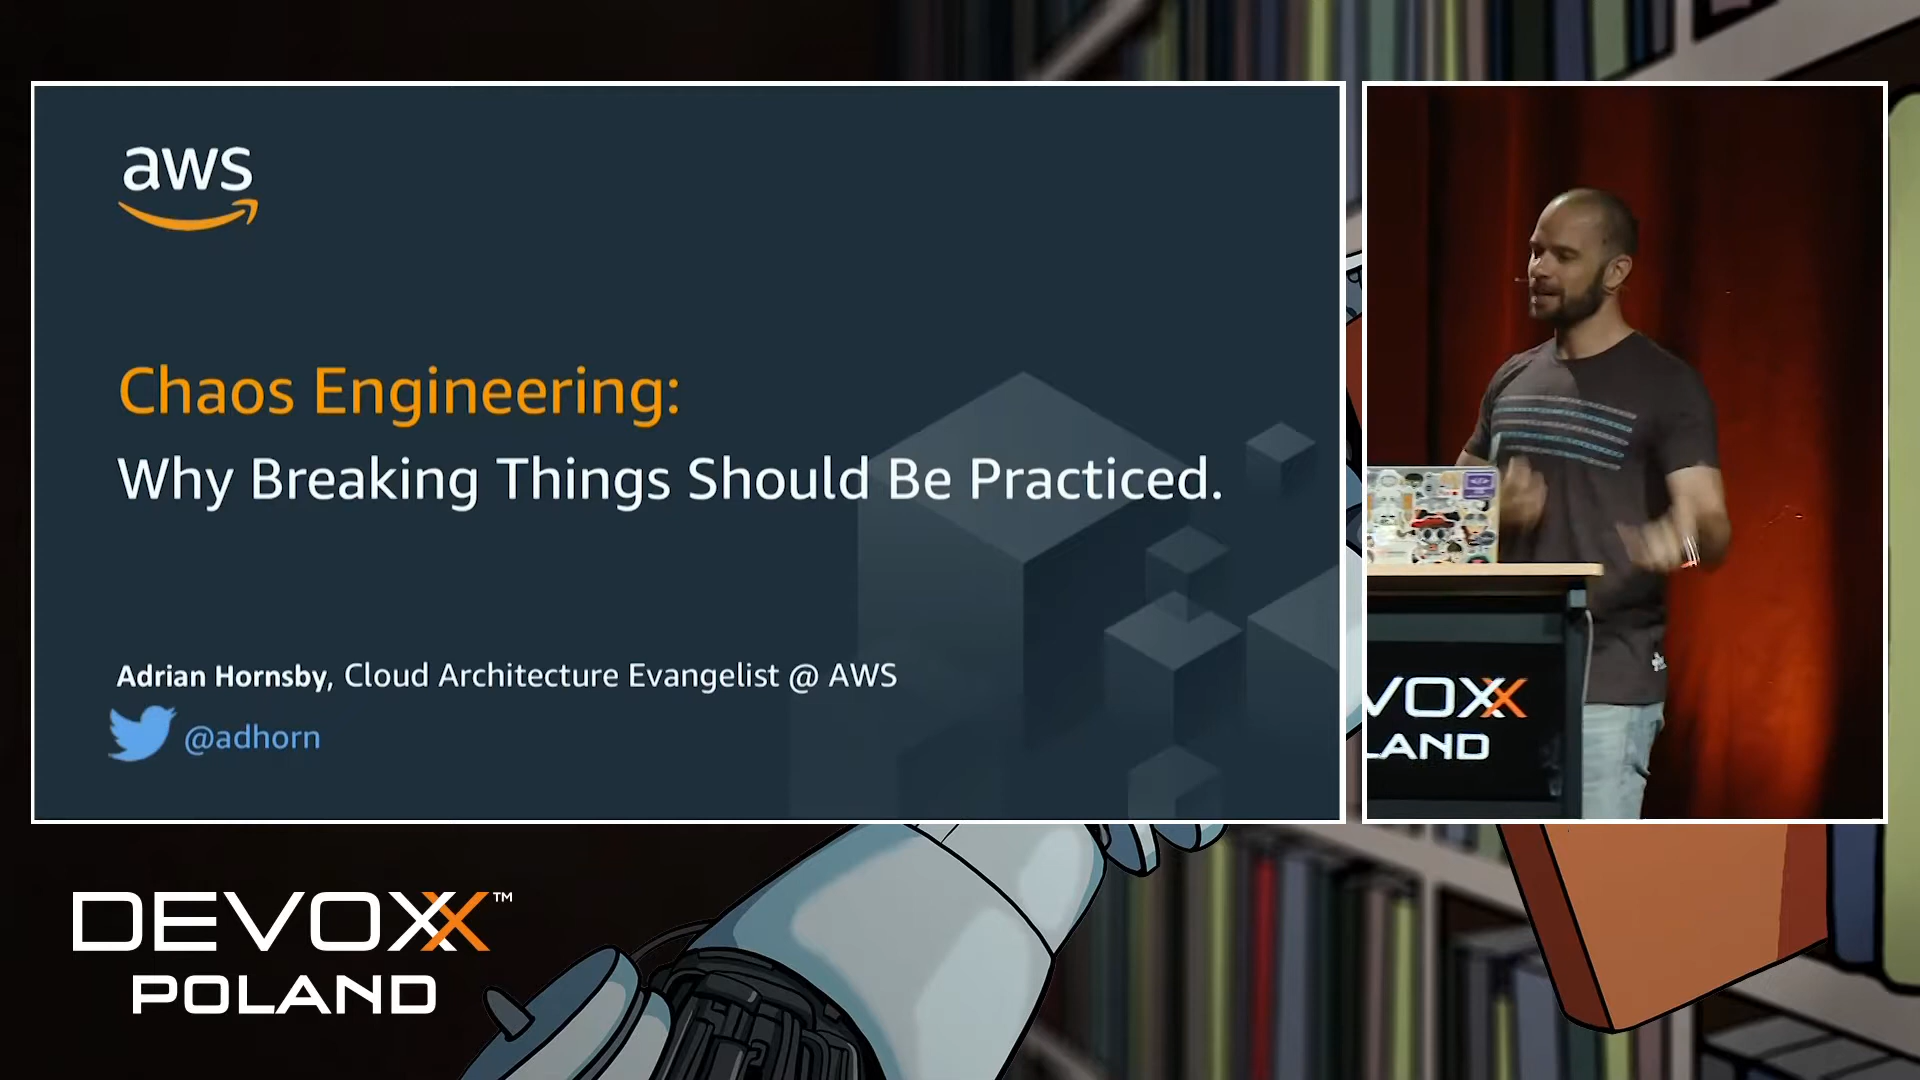 aws
Chaos Engineering:
Why Breaking Things Should Be Practiced.
Adrian Hornsby, Cloud Architecture Evangelist @ AWS
@adhorn
VOXX
LAND
DEVOXX™
POLAND